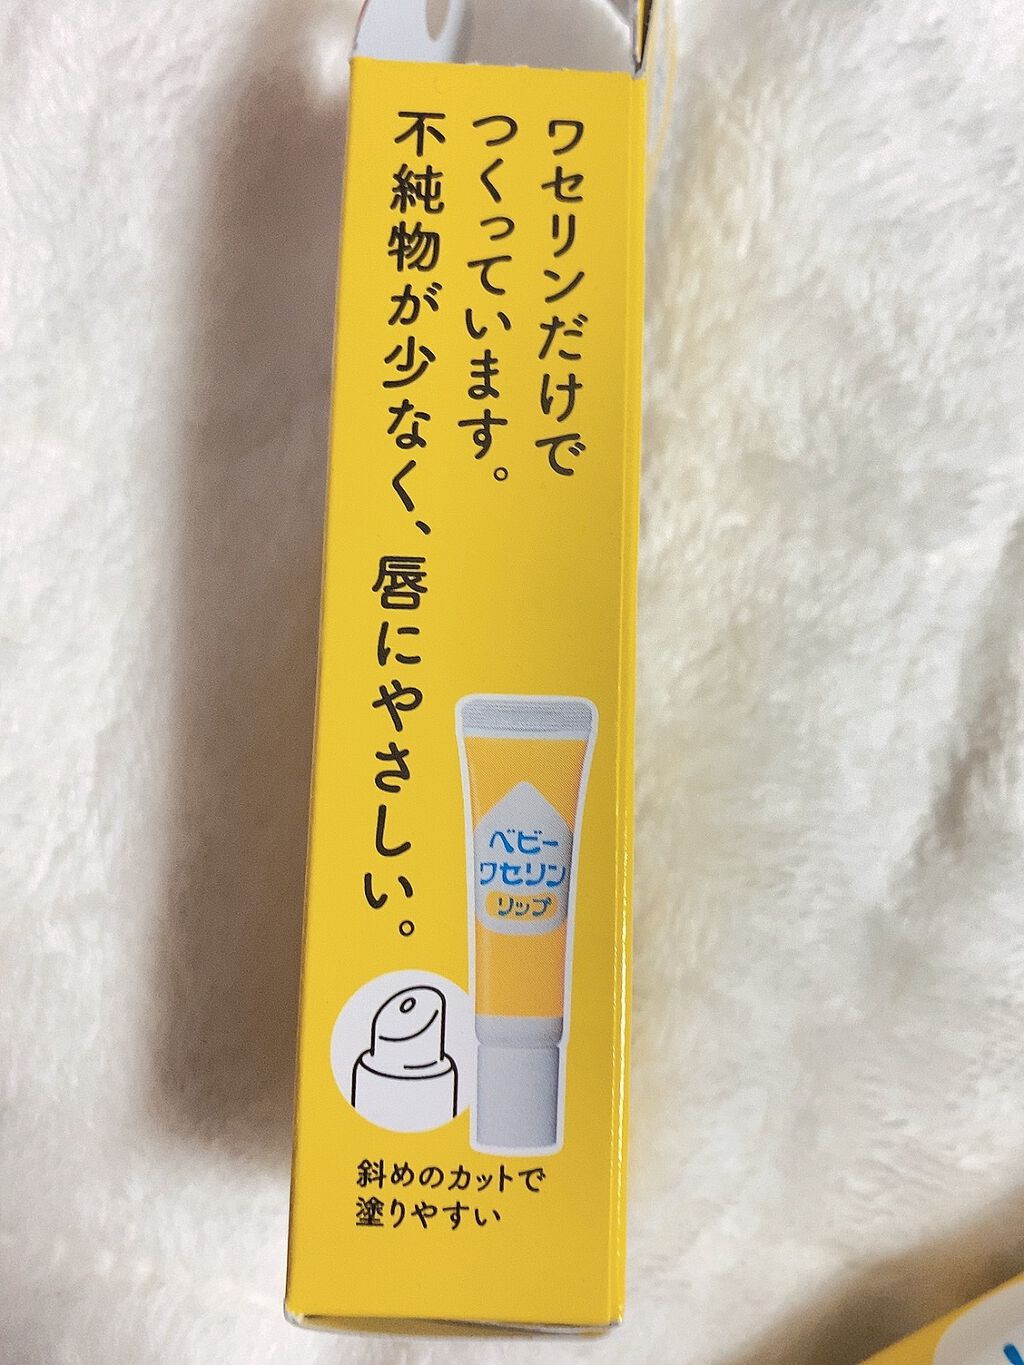 ワセリンだけで
つくっています。
不純物が少なく、唇にやさしい。
ベビー
ワセリン
リップ
斜めのカットで
塗りやすい